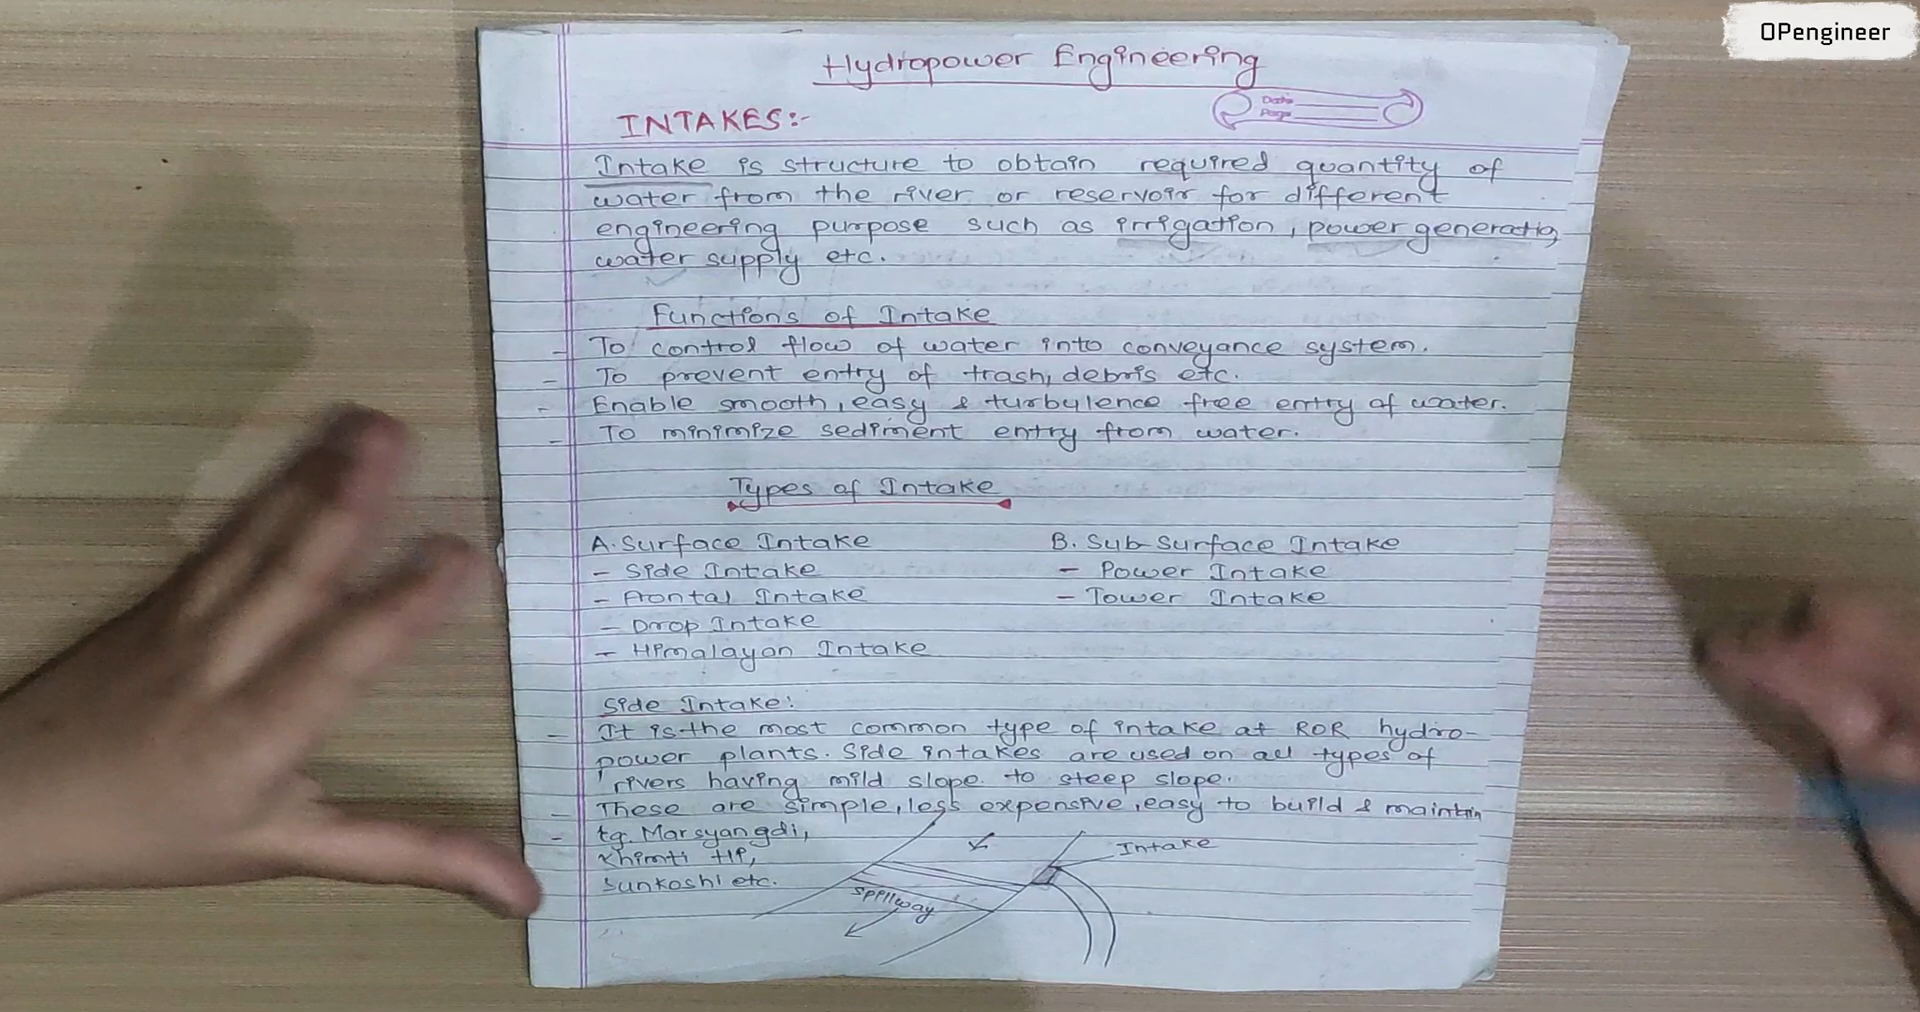 OPengineer
Hydropower Engineering
Date
Page
INTAKES:-
Intake is structure to obtain required quantity of
water from the river or reservoir for different
engineering purpose such as irrigation, power generatio
water supply etc.
Functions of Intake
- To control flow of water into conveyance system.
- To prevent entry of trash, debris etc.
- Enable smooth, easy & turbulence free entry of water.
- To minimize sediment entry from water.
Types of Intake
A. Surface Intake
- Side Intake
- Frontal Intake
- Drop Intake
- Himalayan Intake
B. Sub-Surface Intake
- Power Intake
- Tower Intake
Side Intake:
- It is the most common type of intake at ROR hydro-
power plants. Side intakes are used on all types of
rivers having mild slope to steep slope.
- These are simple, less expensive, easy to build & maintain
- Eg. Marsyangdi,
Khimti HP,
Sunkoshi etc.
Intake
Spillway